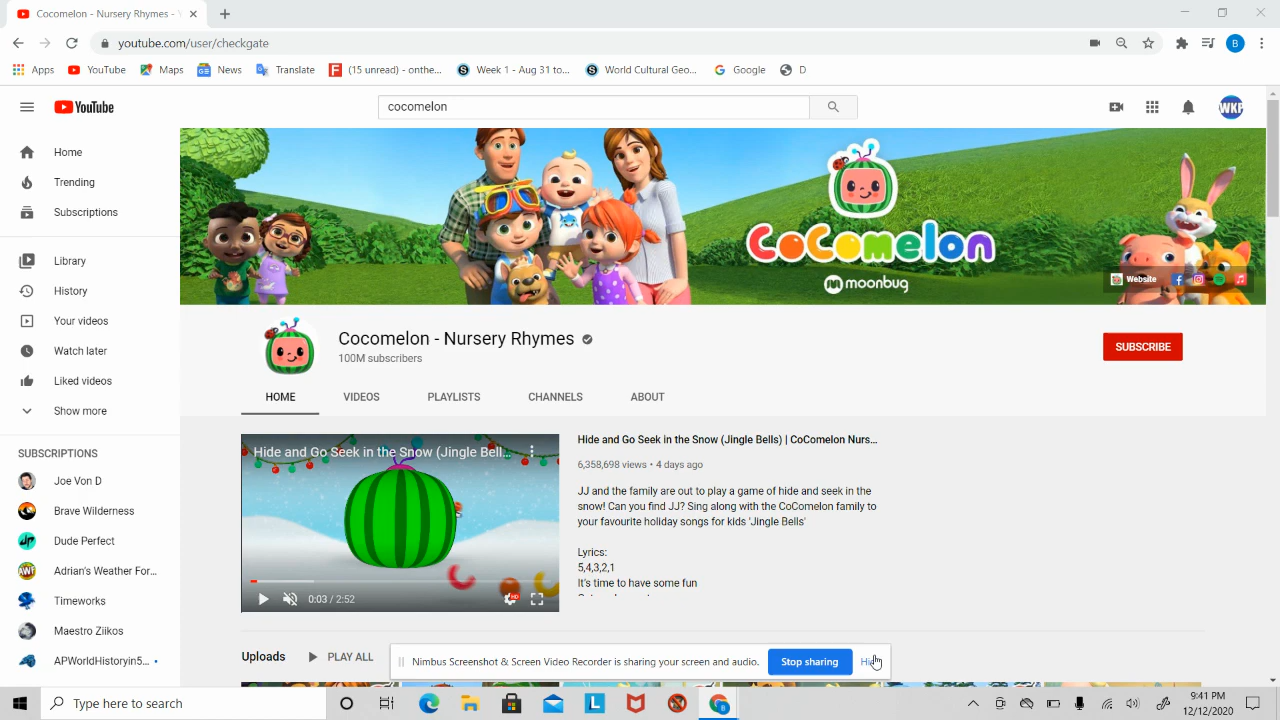 Cocomelon - Nursery Rhymes -
youtube.com/user/checkgate
B
Apps
YouTube
Maps
News
Translate
(15 unread) - onthe...
Week 1 - Aug 31 to...
World Cultural Geo...
Google
D
YouTube
cocomelon
WKP
Home
Trending
Subscriptions
Library
History
Your videos
Watch later
Liked videos
Show more
SUBSCRIPTIONS
Joe Von D
Brave Wilderness
Dude Perfect
Adrian's Weather For...
Timeworks
Maestro Ziikos
APWorldHistoryin5...
CoComelon
moonbug
Website
Cocomelon - Nursery Rhymes
100M subscribers
SUBSCRIBE
HOME
VIDEOS
PLAYLISTS
CHANNELS
ABOUT
Hide and Go Seek in the Snow (Jingle Bell...
0:03 / 2:52
HD
Hide and Go Seek in the Snow (Jingle Bells) | CoComelon Nurs...
6,358,698 views • 4 days ago
JJ and the family are out to play a game of hide and seek in the
snow! Can you find JJ? Sing along with the CoComelon family to
your favourite holiday songs for kids 'Jingle Bells'
Lyrics:
5,4,3,2,1
It's time to have some fun
Uploads
PLAY ALL
Nimbus Screenshot & Screen Video Recorder is sharing your screen and audio.
Stop sharing
Type here to search
9:41 PM
12/12/2020